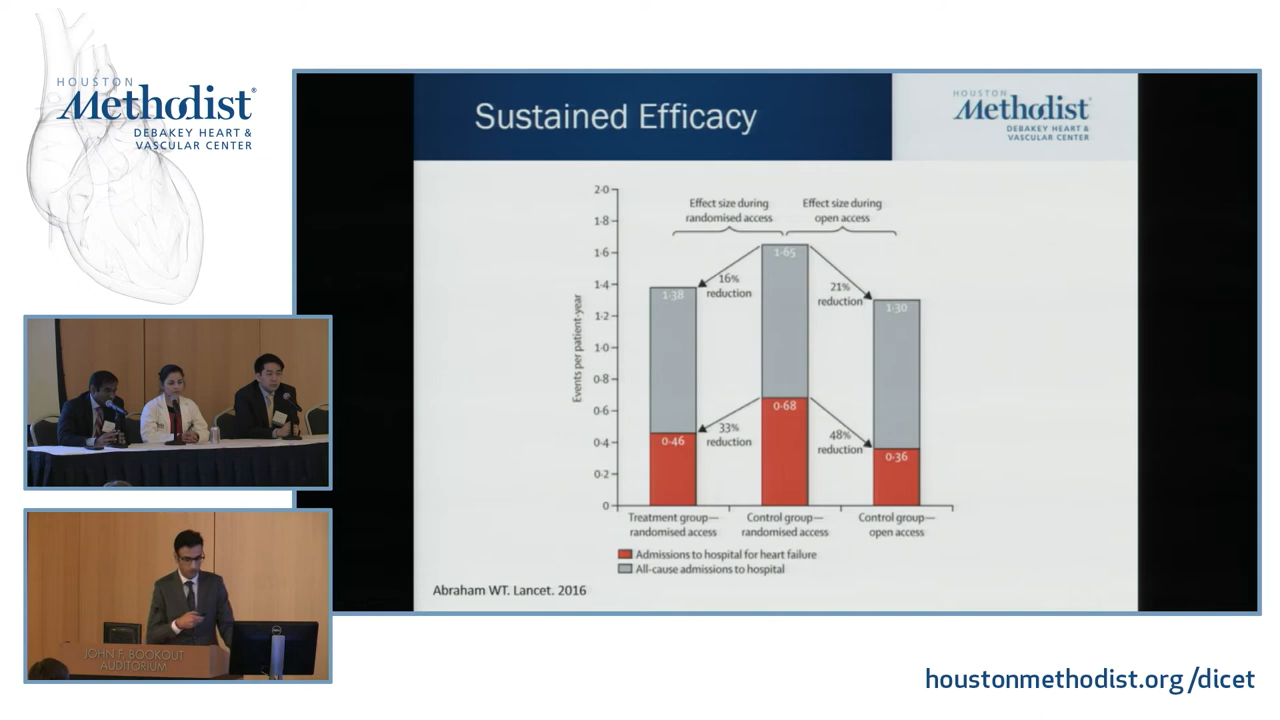 HOUSTON
Methodist®
DEBAKEY HEART &
VASCULAR CENTER
Sustained Efficacy
HOUSTON
Methodist
DEBAKEY HEART &
VASCULAR CENTER
2·0
1·8
1·6
1·4
1·2
1·0
0·8
0·6
0·4
0·2
0
Events per patient-year
Effect size during
randomised access
Effect size during
open access
1·38
16%
reduction
1·65
21%
reduction
1·30
0·46
33%
reduction
0·68
48%
reduction
0·36
Treatment group—
randomised access
Control group—
randomised access
Control group—
open access
Admissions to hospital for heart failure
All-cause admissions to hospital
Abraham WT. Lancet. 2016
JOHN F. BOOKOUT
AUDITORIUM
houstonmethodist.org/dicet